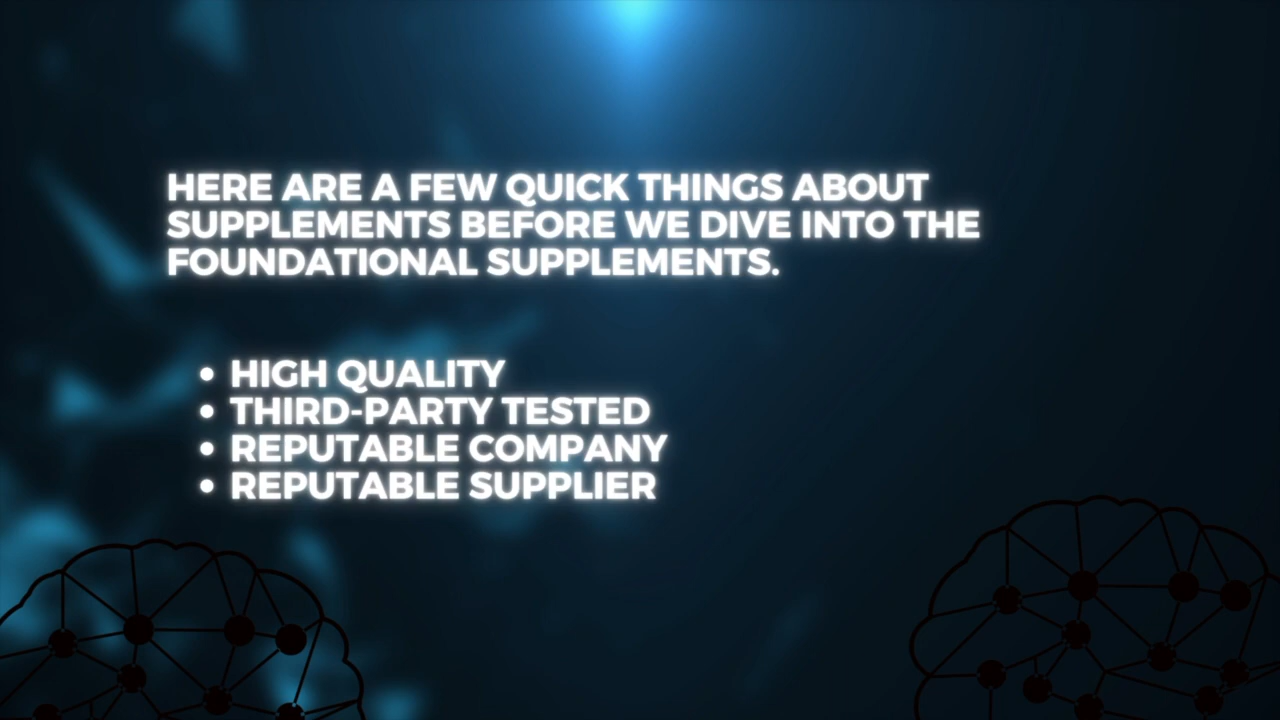 HERE ARE A FEW QUICK THINGS ABOUT
SUPPLEMENTS BEFORE WE DIVE INTO THE
FOUNDATIONAL SUPPLEMENTS.
• HIGH QUALITY
• THIRD-PARTY TESTED
• REPUTABLE COMPANY
• REPUTABLE SUPPLIER